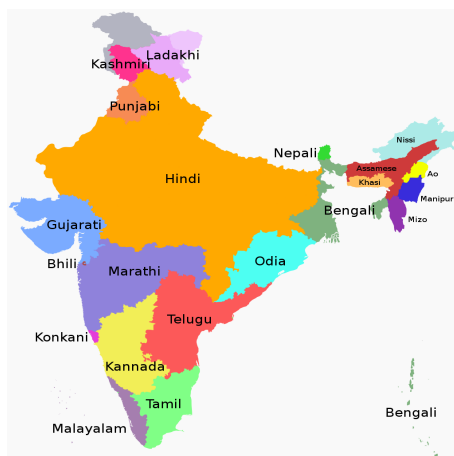 Ladakhi
Kashmiri
Punjabi
Nissi
Nepali
Assamese
Ao
Hindi
Khasi
Manipur
Bengali
Mizo
Gujarati
Bhili
Odia
Marathi
Telugu
Konkani
Kannada
Tamil
Bengali
Malayalam